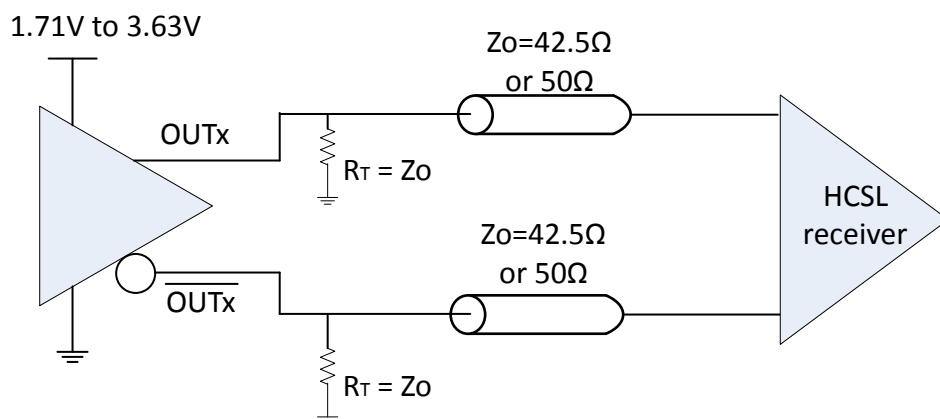 1.71V to 3.63V
Zo=42.5Ω
or 50Ω
OUTx
RT = Zo
HCSL
receiver
Zo=42.5Ω
or 50Ω
OUTx
RT = Zo